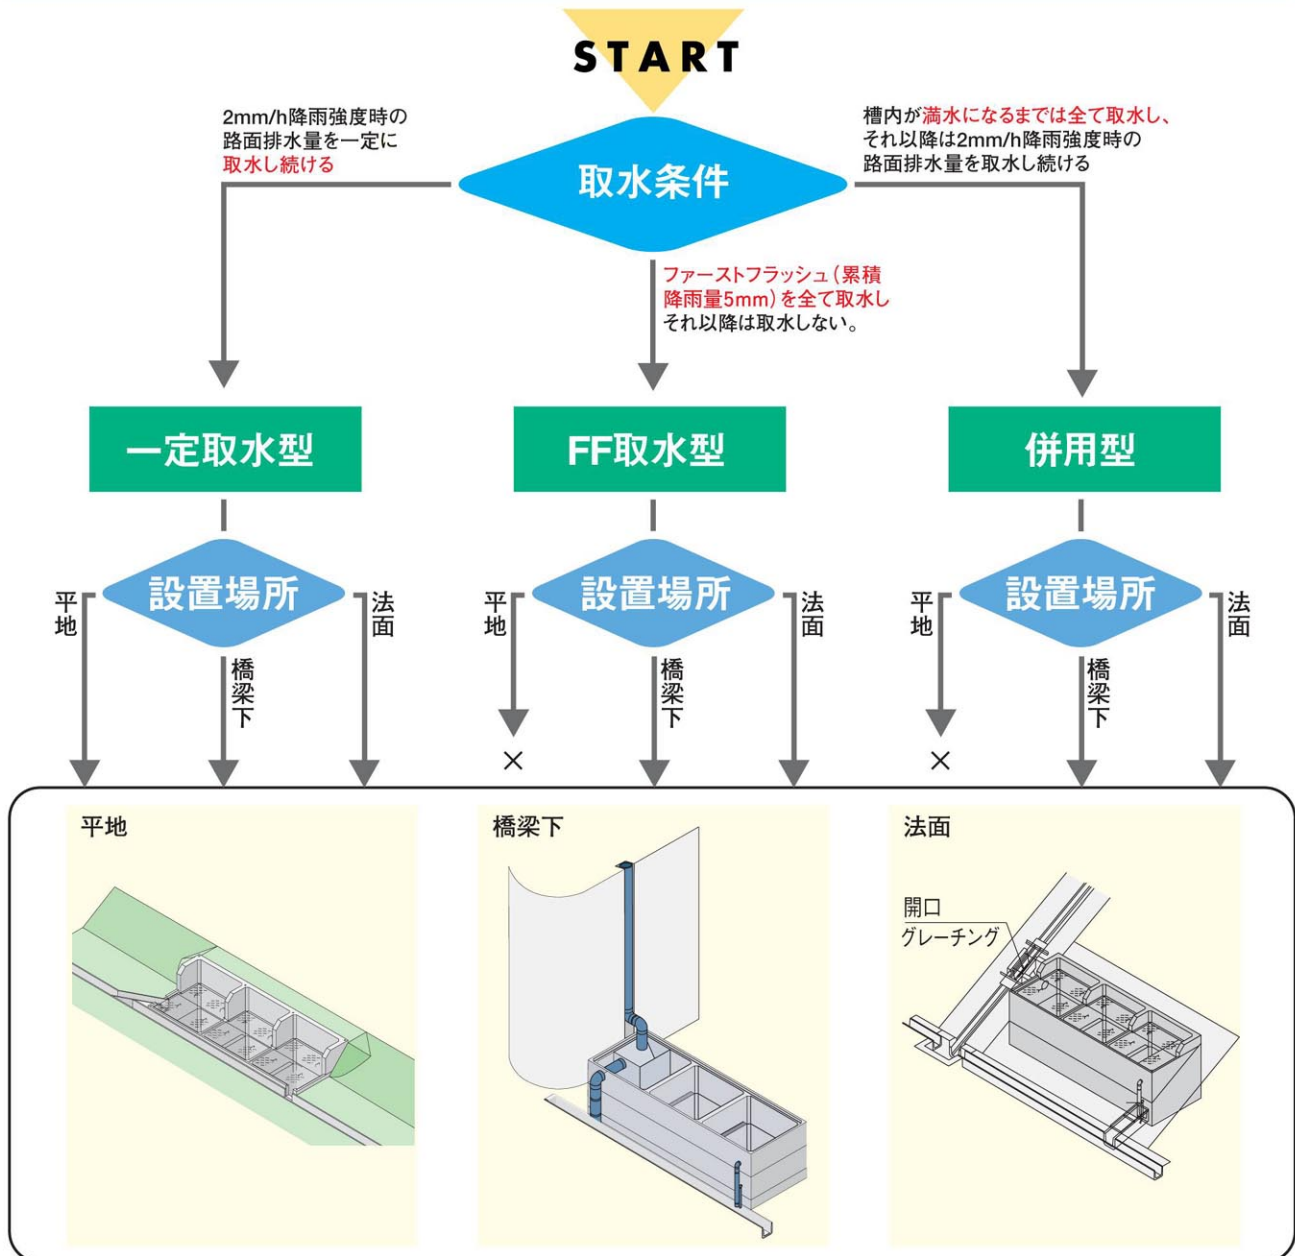 START
2mm/h降雨強度時の
路面排水量を一定に
取水し続ける
取水条件
槽内が満水になるまでは全て取水し、
それ以降は2mm/h降雨強度時の
路面排水量を取水し続ける
ファーストフラッシュ(累積
降雨量5mm)を全て取水し
それ以降は取水しない。
一定取水型
FF取水型
併用型
設置場所
平地
橋梁下
法面
設置場所
平地
橋梁下
法面
設置場所
平地
橋梁下
法面
×
×
平地
橋梁下
法面
開口
グレーチング